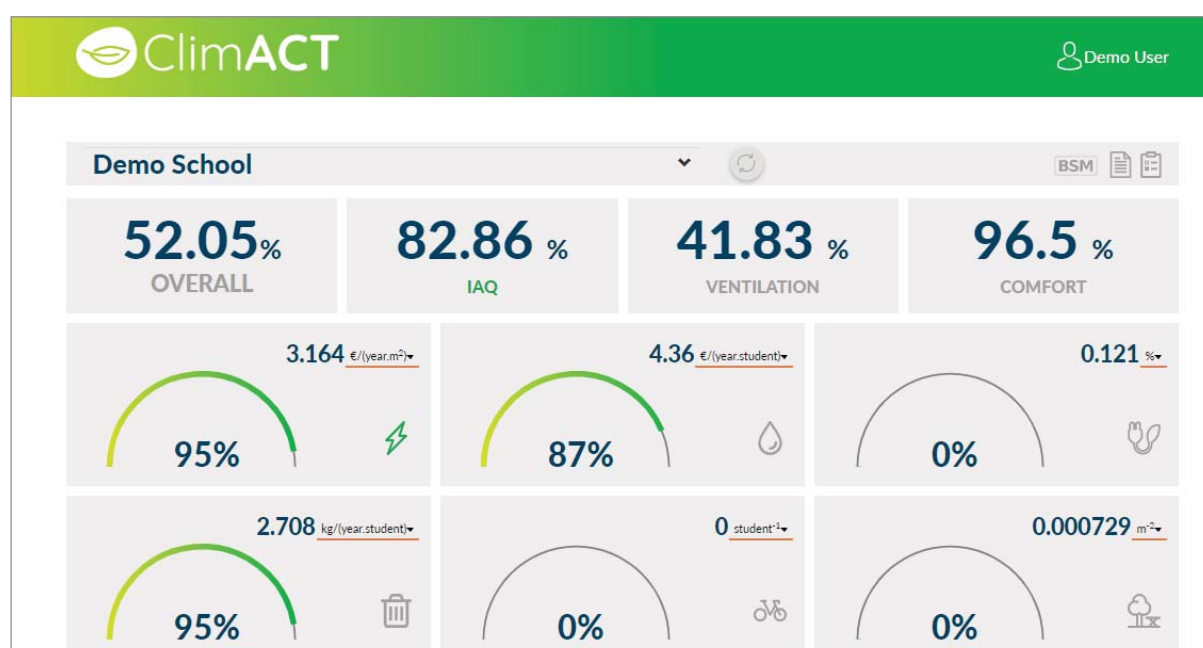 ClimACT
Demo User
Demo School
BSM
52.05%
OVERALL
82.86 %
IAQ
41.83 %
VENTILATION
96.5 %
COMFORT
3.164 €/(year.m²)
95%
4.36 €/(year.student)
87%
0.121 %
0%
2.708 kg/(year.student)
95%
0 student⁻¹
0%
0.000729 m⁻²
0%